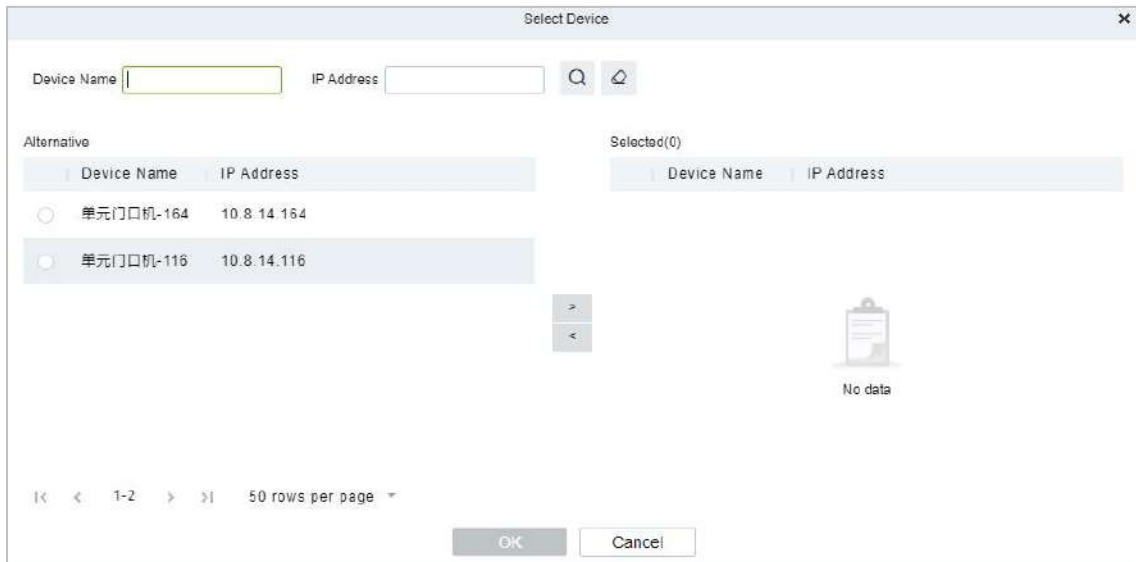 Select Device
Device Name IP Address
Alternative
Selected(0)
Device Name IP Address
Device Name IP Address
单元门口机-164 10.8.14.164
单元门口机-116 10.8.14.116
>
<
No data
|< < 1-2 > >| 50 rows per page
OK Cancel